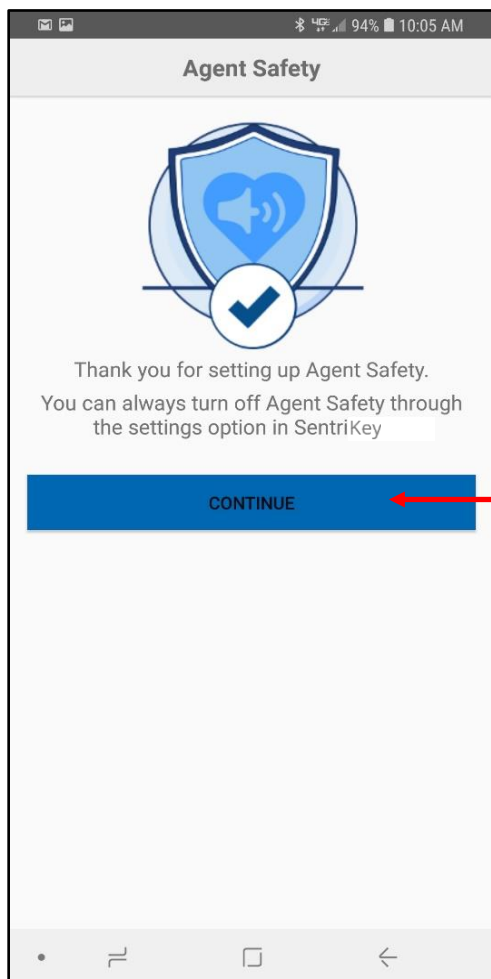 4GE 94% 10:05 AM
Agent Safety
Thank you for setting up Agent Safety.
You can always turn off Agent Safety through
the settings option in SentriKey
CONTINUE